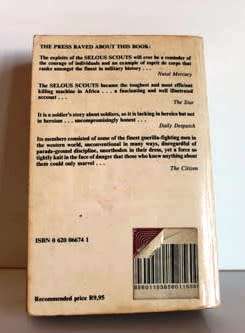 THE PRESS RAVED ABOUT THIS BOOK:
The exploits of the SELOUS SCOUTS will ever be a reminder of
the courage of individuals and an example of esprit de corps that
ranks amongst the finest in military history . . .
Natal Mercury
The SELOUS SCOUTS became the toughest and most efficient
killing machine in Africa . . . a fascinating and well illustrated
account . . .
The Star
It is a soldier's story about soldiers, so it is lacking in heroics but not
in heroism . . . uncompromisingly honest . . .
Daily Despatch
Its members consisted of some of the finest guerilla-fighting men in
the western world, unconventional in many ways, disregardful of
parade-ground discipline, unorthodox in their dress, yet a force so
tightly knit in the face of danger that those who knew anything about
them could only marvel . . .
The Citizen
ISBN 0 620 06674 1
Recommended price R9,95